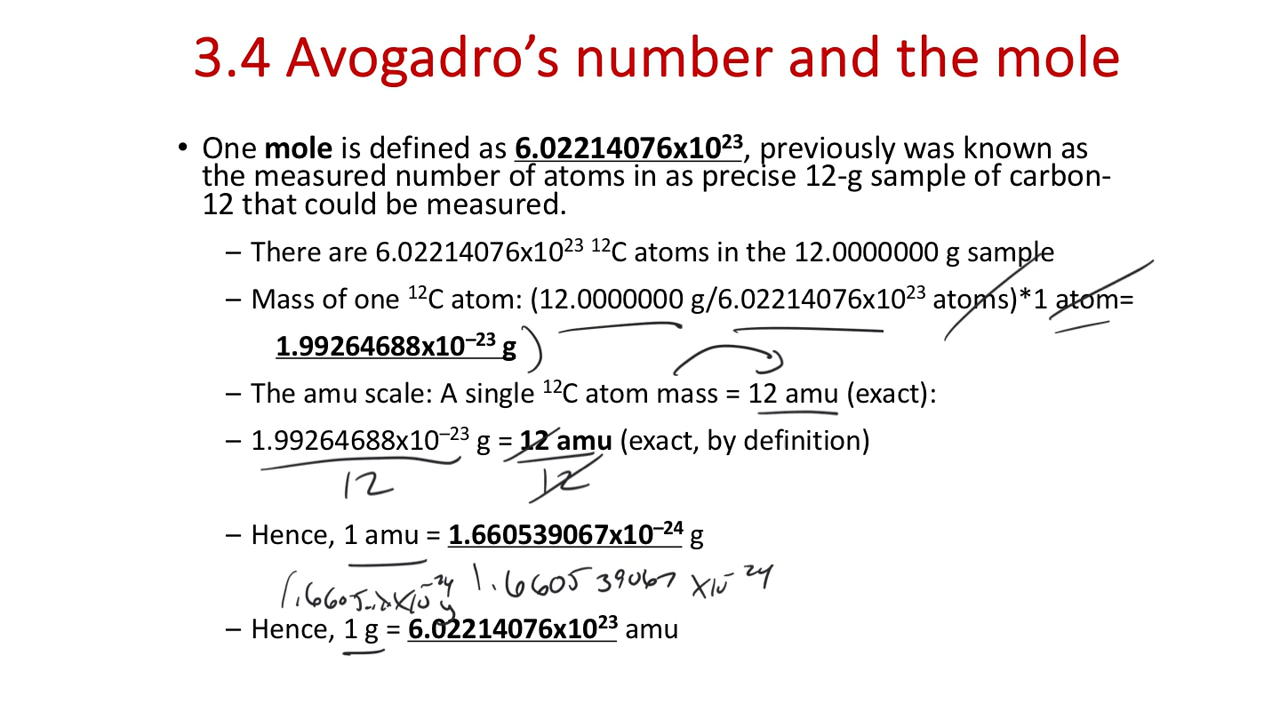 3.4 Avogadro’s number and the mole
• One mole is defined as 6.02214076x10²³, previously was known as
the measured number of atoms in as precise 12-g sample of carbon-
12 that could be measured.
– There are 6.02214076x10²³ ¹²C atoms in the 12.0000000 g sample
– Mass of one ¹²C atom: (12.0000000 g/6.02214076x10²³ atoms)*1 atom=
1.99264688x10⁻²³ g
– The amu scale: A single ¹²C atom mass = 12 amu (exact):
– 1.99264688x10⁻²³ g = 12 amu (exact, by definition)
12 12
– Hence, 1 amu = 1.660539067x10⁻²⁴ g
1.6605...x10⁻²⁴ g 1.660539067 x10⁻²⁴
– Hence, 1 g = 6.02214076x10²³ amu